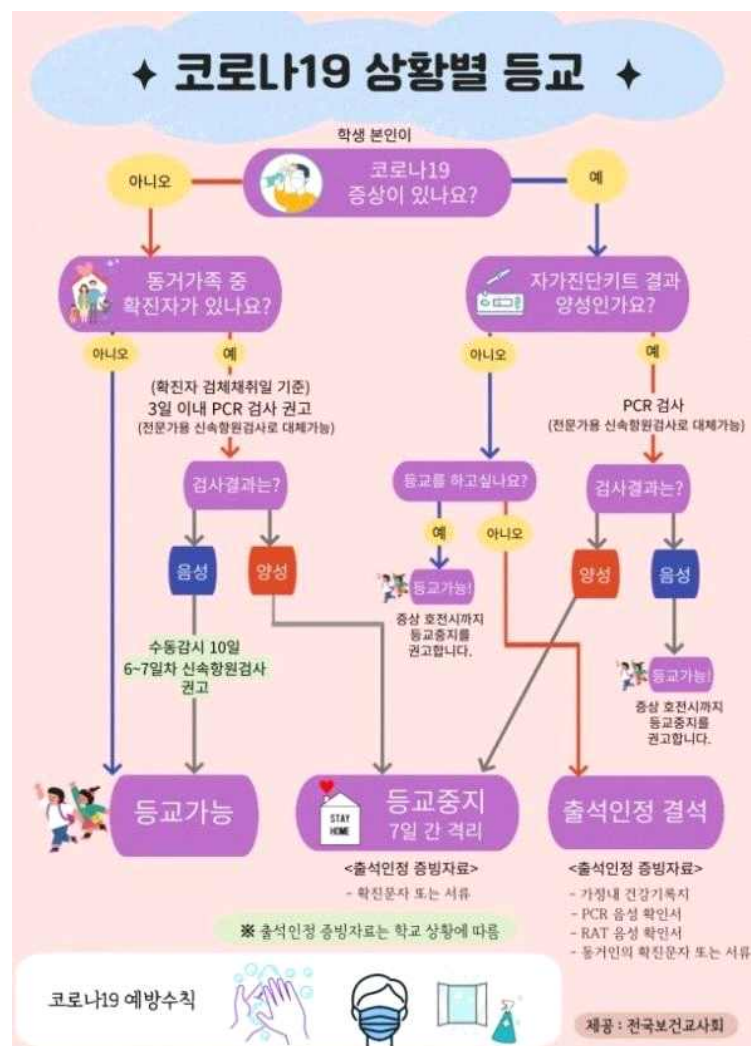 코로나19 상황별 등교
학생 본인이
코로나19
증상이 있나요?
아니오
예
동거가족 중
확진자가 있나요?
자가진단키트 결과
양성인가요?
아니오
예
아니오
예
(확진자 검체채취일 기준)
3일 이내 PCR 검사 권고
(전문가용 신속항원검사로 대체가능)
PCR 검사
(전문가용 신속항원검사로 대체가능)
검사결과는?
등교를 하고싶나요?
검사결과는?
예
아니오
음성
양성
등교가능!
양성
음성
증상 호전시까지
등교중지를
권고합니다.
수동감시 10일
6~7일차 신속항원검사
권고
등교가능!
증상 호전시까지
등교중지를
권고합니다.
등교가능
STAY
HOME
등교중지
7일 간 격리
출석인정 결석
<출석인정 증빙자료>
- 확진문자 또는 서류
<출석인정 증빙자료>
- 가정내 건강기록지
- PCR 음성 확인서
- RAT 음성 확인서
- 동거인의 확진문자 또는 서류
※ 출석인정 증빙자료는 학교 상황에 따름
코로나19 예방수칙
제공 : 전국보건교사회